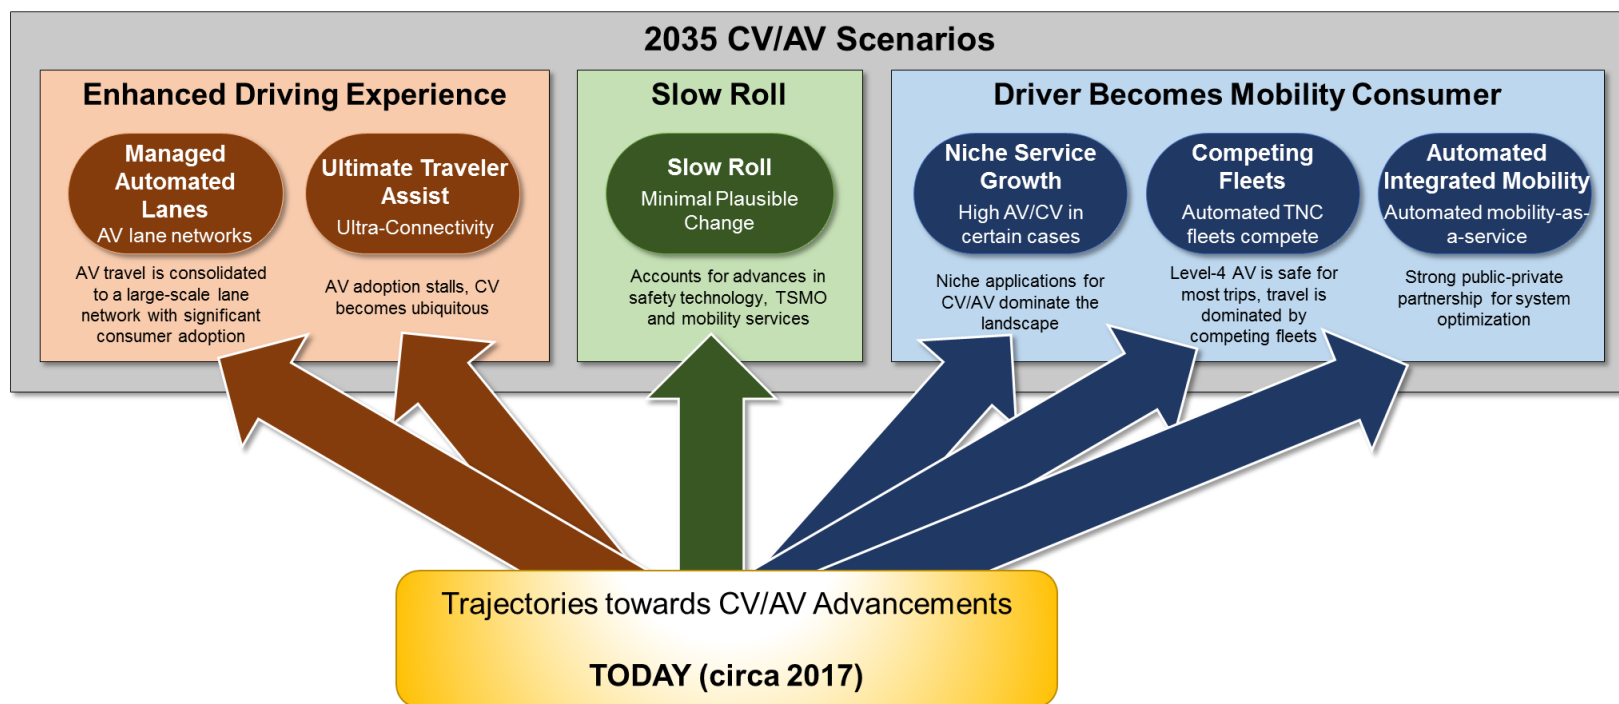 2035 CV/AV Scenarios
Enhanced Driving Experience
Managed
Automated
Lanes
AV lane networks
AV travel is consolidated
to a large-scale lane
network with significant
consumer adoption
Ultimate Traveler
Assist
Ultra-Connectivity
AV adoption stalls, CV
becomes ubiquitous
Slow Roll
Slow Roll
Minimal Plausible
Change
Accounts for advances in
safety technology, TSMO
and mobility services
Driver Becomes Mobility Consumer
Niche Service
Growth
High AV/CV in
certain cases
Niche applications for
CV/AV dominate the
landscape
Competing
Fleets
Automated TNC
fleets compete
Level-4 AV is safe for
most trips, travel is
dominated by
competing fleets
Automated
Integrated Mobility
Automated mobility-as-
a-service
Strong public-private
partnership for system
optimization
Trajectories towards CV/AV Advancements
TODAY (circa 2017)